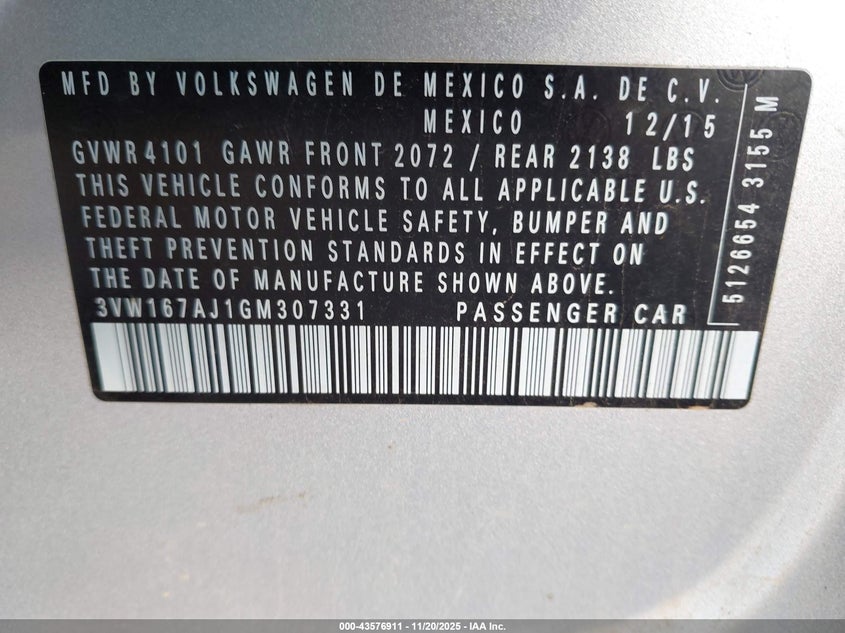 MFD BY VOLKSWAGEN DE MEXICO S.A. DE C.V.
MEXICO 12/15
GVWR 4101 GAWR FRONT 2072 / REAR 2138 LBS
THIS VEHICLE CONFORMS TO ALL APPLICABLE U.S.
FEDERAL MOTOR VEHICLE SAFETY, BUMPER AND
THEFT PREVENTION STANDARDS IN EFFECT ON
THE DATE OF MANUFACTURE SHOWN ABOVE.
3VW167AJ1GM307331 PASSENGER CAR
5126654 3155 M
000-43576911 - 11/20/2025 - IAA Inc.